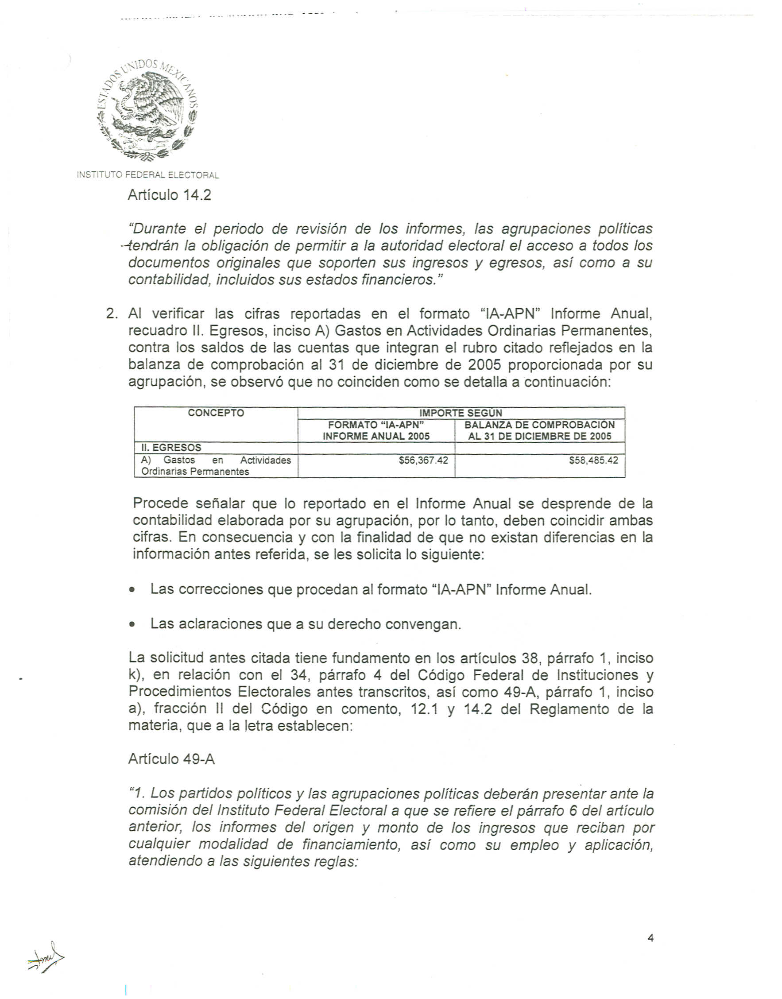 ESTADOS UNIDOS MEXICANOS
INSTITUTO FEDERAL ELECTORAL
Artículo 14.2
“Durante el periodo de revisión de los informes, las agrupaciones políticas
tendrán la obligación de permitir a la autoridad electoral el acceso a todos los
documentos originales que soporten sus ingresos y egresos, así como a su
contabilidad, incluidos sus estados financieros.”
2. Al verificar las cifras reportadas en el formato “IA-APN” Informe Anual,
recuadro II. Egresos, inciso A) Gastos en Actividades Ordinarias Permanentes,
contra los saldos de las cuentas que integran el rubro citado reflejados en la
balanza de comprobación al 31 de diciembre de 2005 proporcionada por su
agrupación, se observó que no coinciden como se detalla a continuación:
CONCEPTO
IMPORTE SEGÚN
FORMATO “IA-APN”
INFORME ANUAL 2005
BALANZA DE COMPROBACIÓN
AL 31 DE DICIEMBRE DE 2005
II. EGRESOS
A) Gastos en Actividades
Ordinarias Permanentes
$56,367.42
$58,485.42
Procede señalar que lo reportado en el Informe Anual se desprende de la
contabilidad elaborada por su agrupación, por lo tanto, deben coincidir ambas
cifras. En consecuencia y con la finalidad de que no existan diferencias en la
información antes referida, se les solicita lo siguiente:
• Las correcciones que procedan al formato “IA-APN” Informe Anual.
• Las aclaraciones que a su derecho convengan.
La solicitud antes citada tiene fundamento en los artículos 38, párrafo 1, inciso
k), en relación con el 34, párrafo 4 del Código Federal de Instituciones y
Procedimientos Electorales antes transcritos, así como 49-A, párrafo 1, inciso
a), fracción II del Código en comento, 12.1 y 14.2 del Reglamento de la
materia, que a la letra establecen:
Artículo 49-A
“1. Los partidos políticos y las agrupaciones políticas deberán presentar ante la
comisión del Instituto Federal Electoral a que se refiere el párrafo 6 del artículo
anterior, los informes del origen y monto de los ingresos que reciban por
cualquier modalidad de financiamiento, así como su empleo y aplicación,
atendiendo a las siguientes reglas:
4